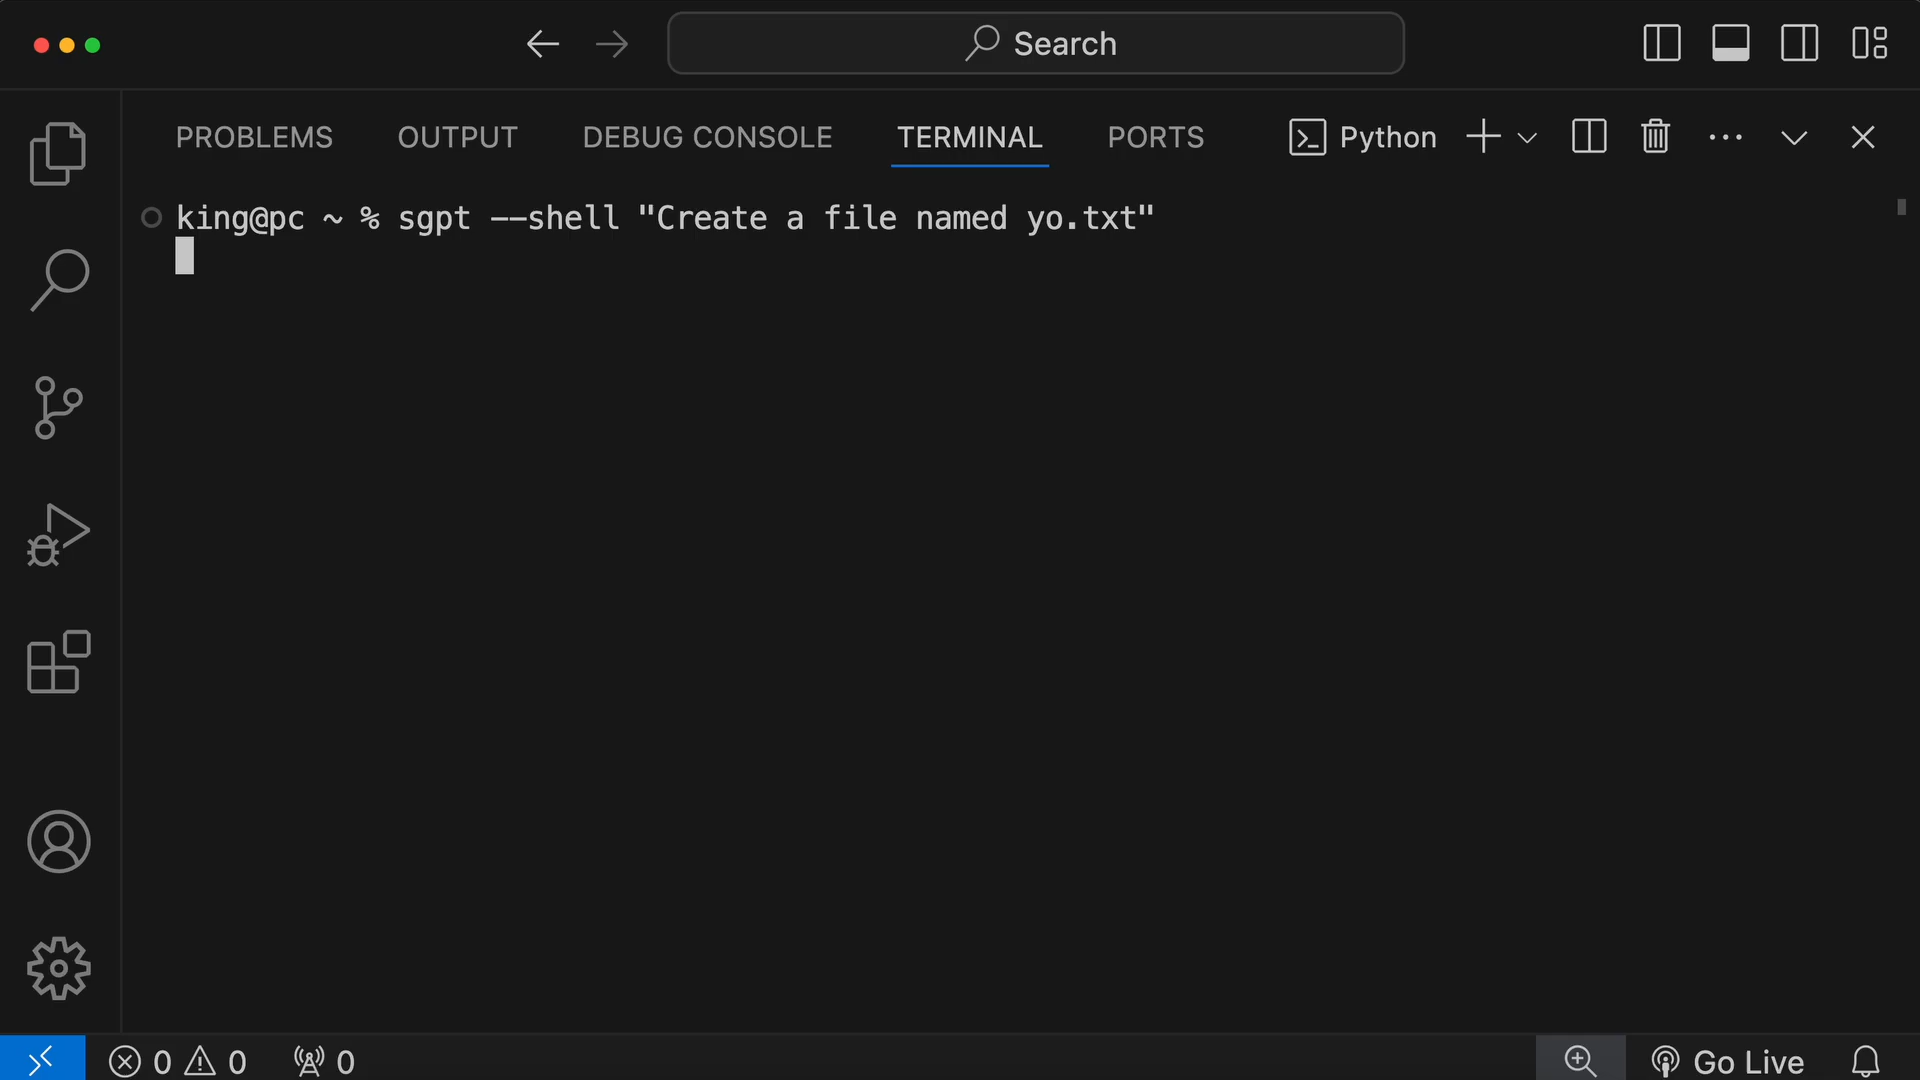 Search
PROBLEMS OUTPUT DEBUG CONSOLE TERMINAL PORTS Python
king@pc ~ % sgpt --shell "Create a file named yo.txt"
0 0 0 Go Live